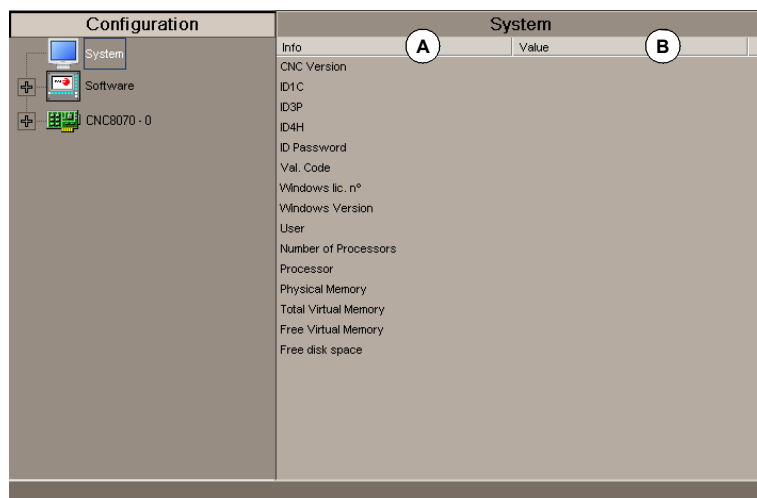 Configuration
System
System
Software
CNC8070 - 0
Info A Value B
CNC Version
ID1C
ID3P
ID4H
ID Password
Val. Code
Windows lic. nº
Windows Version
User
Number of Processors
Processor
Physical Memory
Total Virtual Memory
Free Virtual Memory
Free disk space